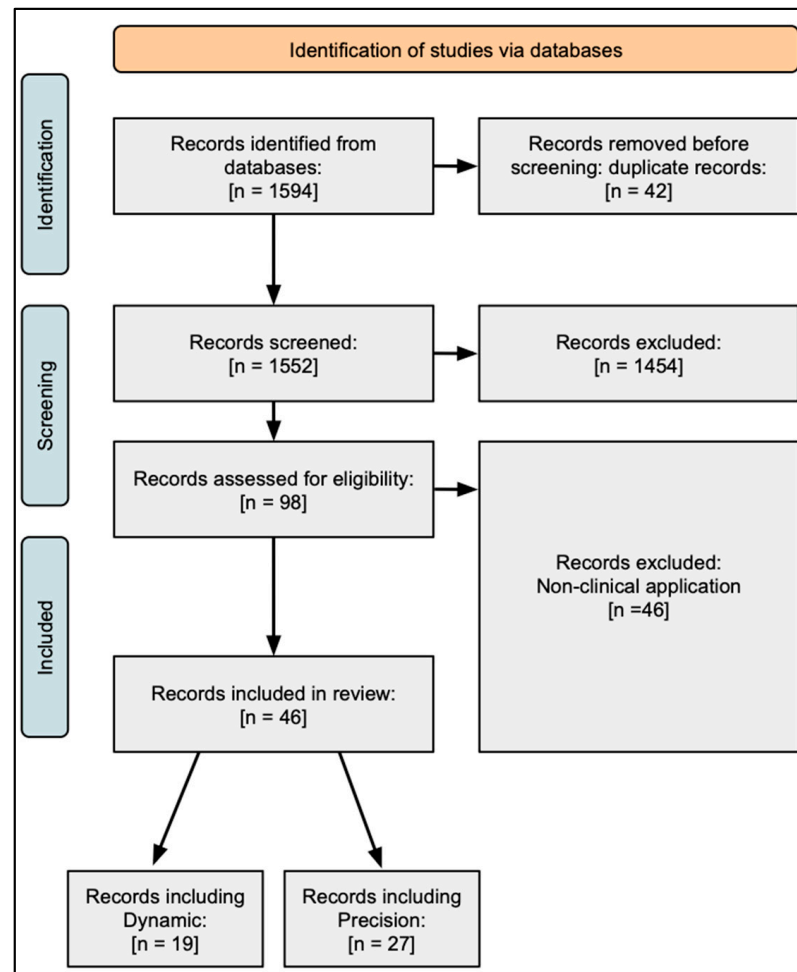 Identification of studies via databases
Identification
Records identified from
databases:
[n = 1594]
Records removed before
screening: duplicate records:
[n = 42]
Screening
Records screened:
[n = 1552]
Records excluded:
[n = 1454]
Records assessed for eligibility:
[n = 98]
Records excluded:
Non-clinical application
[n =46]
Included
Records included in review:
[n = 46]
Records including
Dynamic:
[n = 19]
Records including
Precision:
[n = 27]